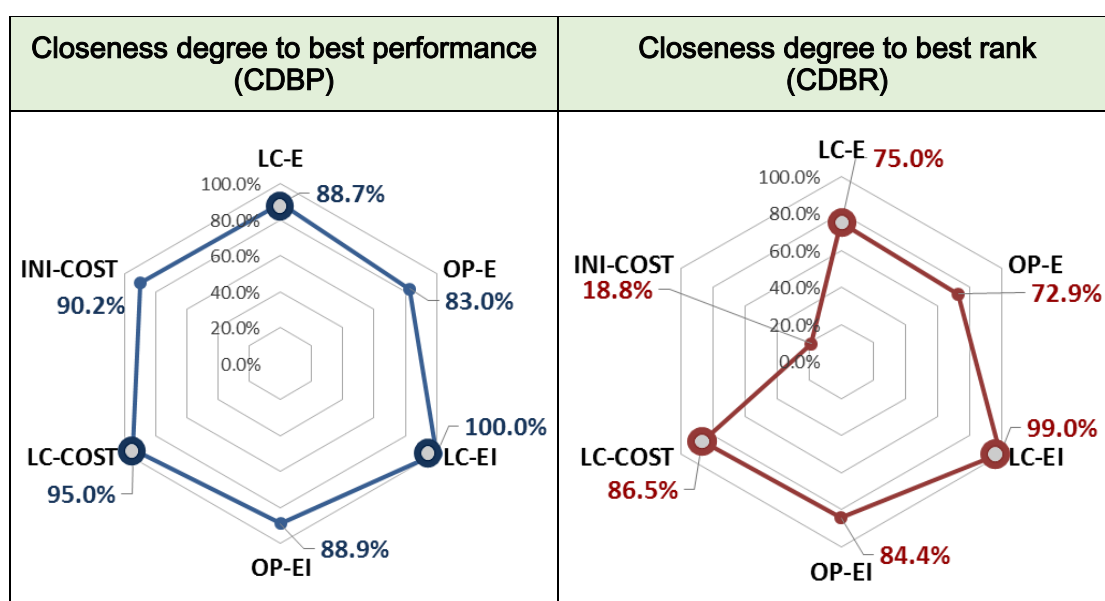 Closeness degree to best performance
(CDBP)
Closeness degree to best rank
(CDBR)
LC-E
100.0%
88.7%
80.0%
60.0%
40.0%
20.0%
0.0%
INI-COST
90.2%
OP-E
83.0%
100.0%
LC-EI
LC-COST
95.0%
88.9%
OP-EI
LC-E
75.0%
100.0%
80.0%
60.0%
40.0%
20.0%
0.0%
INI-COST
18.8%
OP-E
72.9%
99.0%
LC-EI
LC-COST
86.5%
84.4%
OP-EI